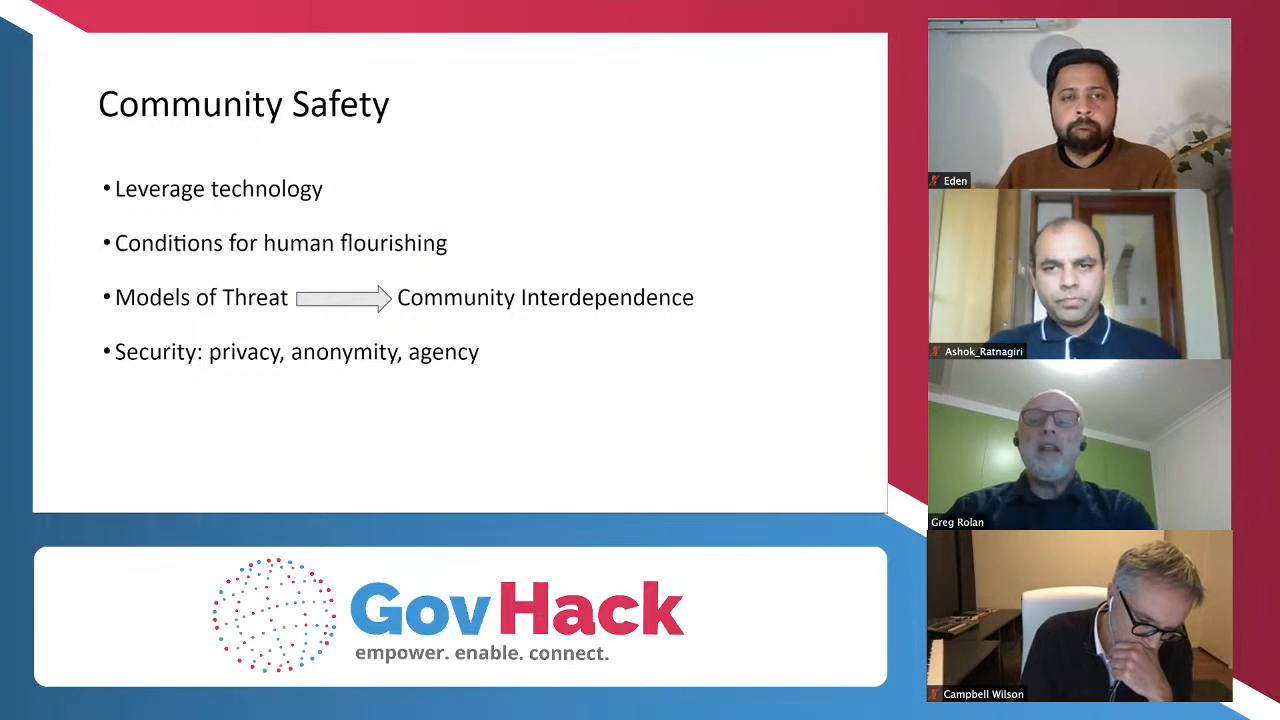 Community Safety
• Leverage technology
• Conditions for human flourishing
• Models of Threat Community Interdependence
• Security: privacy, anonymity, agency
GovHack
empower. enable. connect.
Eden
Ashok_Ratnagiri
Greg Rolan
Campbell Wilson